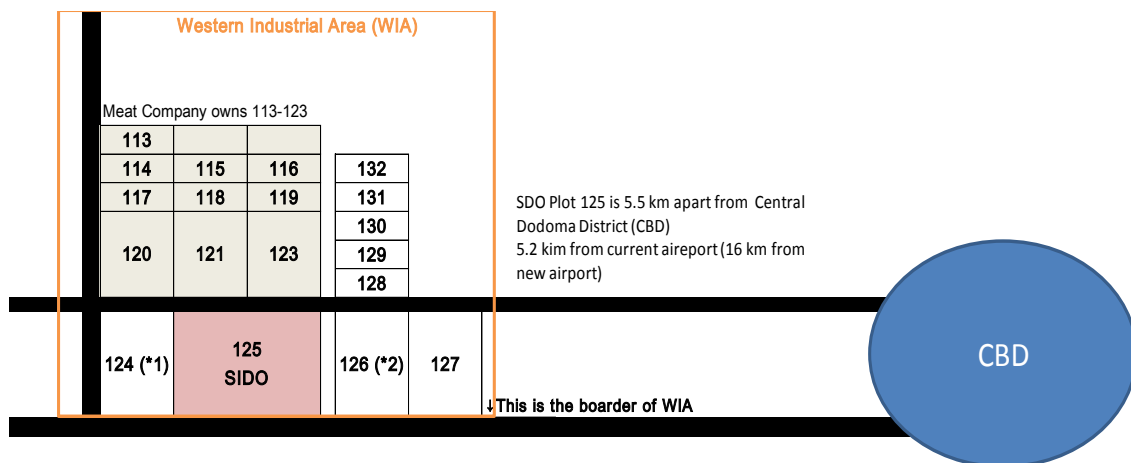 Western Industrial Area (WIA)
Meat Company owns 113-123
113
114 115 116 132
117 118 119 131
130
120 121 123 129
128
SDO Plot 125 is 5.5 km apart from Central
Dodoma District (CBD)
5.2 kim from current aireport (16 km from
new airport)
CBD
124 (*1) 125 126 (*2) 127
SIDO
↓This is the boarder of WIA